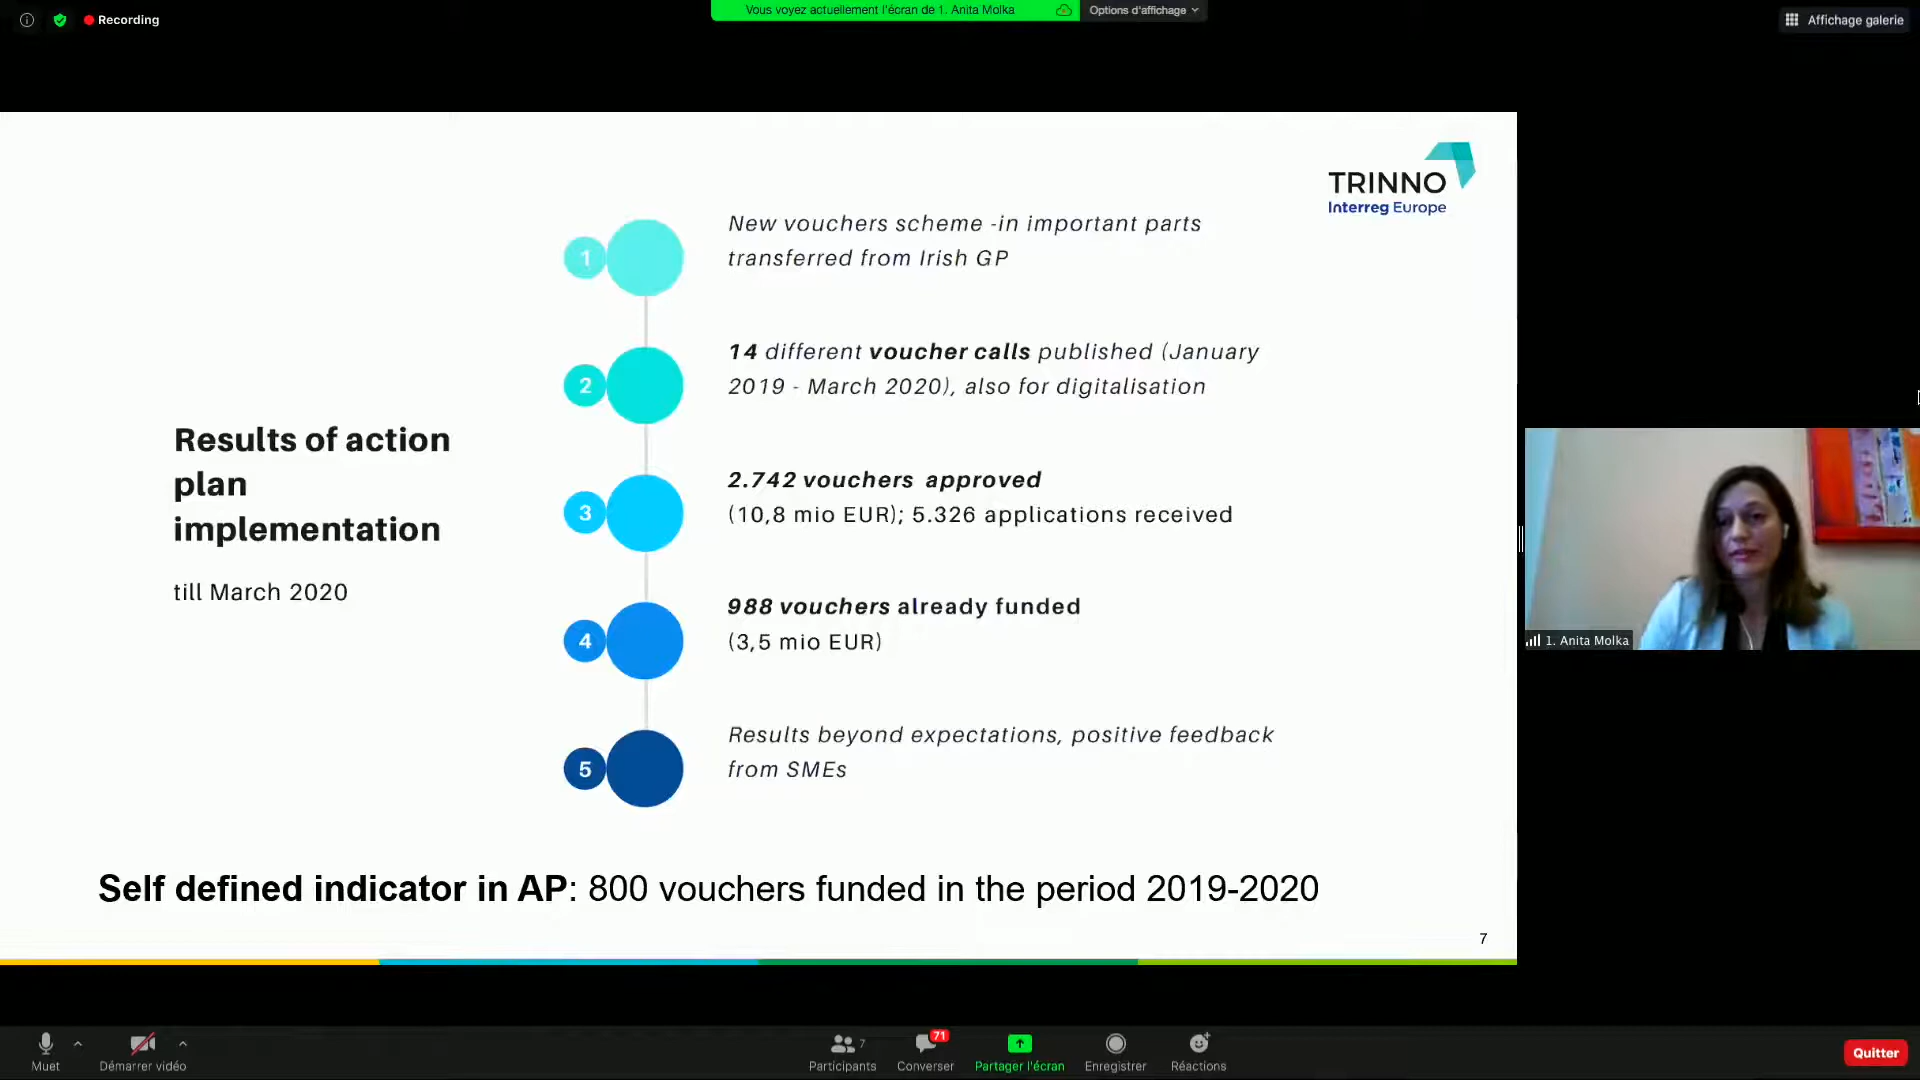 Recording
Vous voyez actuellement l'écran de 1. Anita Molka
Options d'affichage
Affichage galerie
TRINNO
Interreg Europe
Results of action
plan
implementation
till March 2020
1
New vouchers scheme -in important parts
transferred from Irish GP
2
14 different voucher calls published (January
2019 - March 2020), also for digitalisation
3
2.742 vouchers approved
(10,8 mio EUR); 5.326 applications received
4
988 vouchers already funded
(3,5 mio EUR)
5
Results beyond expectations, positive feedback
from SMEs
Self defined indicator in AP: 800 vouchers funded in the period 2019-2020
7
1. Anita Molka
Muet
Démarrer vidéo
7
Participants
71
Converser
Partager l'écran
Enregistrer
Réactions
Quitter